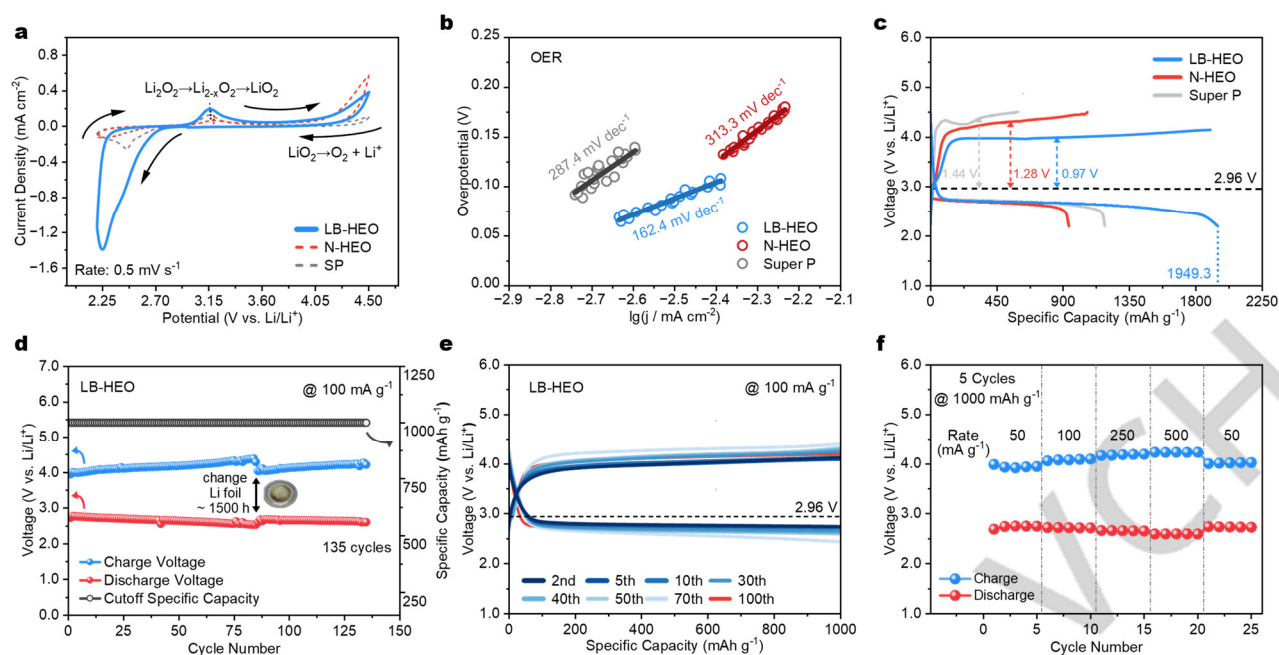 a
Current Density (mA cm⁻²)
0.8
0.4
0.0
−0.4
−0.8
−1.2
−1.6
Li₂O₂→Li₂₋ₓO₂→LiO₂
LiO₂→O₂ + Li⁺
LB-HEO
N-HEO
SP
Rate: 0.5 mV s⁻¹
2.25 2.70 3.15 3.60 4.05 4.50
Potential (V vs. Li/Li⁺)
b
Overpotential (V)
0.25
0.20
0.15
0.10
0.05
0.00
OER
287.4 mV dec⁻¹
313.3 mV dec⁻¹
162.4 mV dec⁻¹
LB-HEO
N-HEO
Super P
−2.9 −2.8 −2.7 −2.6 −2.5 −2.4 −2.3 −2.2 −2.1
lg(j / mA cm⁻²)
c
Voltage (V vs. Li/Li⁺)
6.0
5.0
4.0
3.0
2.0
1.0
LB-HEO
N-HEO
Super P
1.44 V
1.28 V
0.97 V
2.96 V
1949.3
0 450 900 1350 1800 2250
Specific Capacity (mAh g⁻¹)
d
Voltage (V vs. Li/Li⁺)
7.0
6.0
5.0
4.0
3.0
2.0
1.0
LB-HEO
@ 100 mA g⁻¹
change
Li foil
~ 1500 h
135 cycles
Charge Voltage
Discharge Voltage
Cutoff Specific Capacity
1250
1000
750
500
250
Specific Capacity (mAh g⁻¹)
0 25 50 75 100 125 150
Cycle Number
e
Voltage (V vs. Li/Li⁺)
6.0
5.0
4.0
3.0
2.0
1.0
LB-HEO
@ 100 mA g⁻¹
2.96 V
2nd 5th 10th 30th
40th 50th 70th 100th
0 200 400 600 800 1000
Specific Capacity (mAh g⁻¹)
f
Voltage (V vs. Li/Li⁺)
6.0
5.0
4.0
3.0
2.0
1.0
5 Cycles
@ 1000 mAh g⁻¹
Rate
(mA g⁻¹)
50 100 250 500 50
Charge
Discharge
0 5 10 15 20 25
Cycle Number
VCH